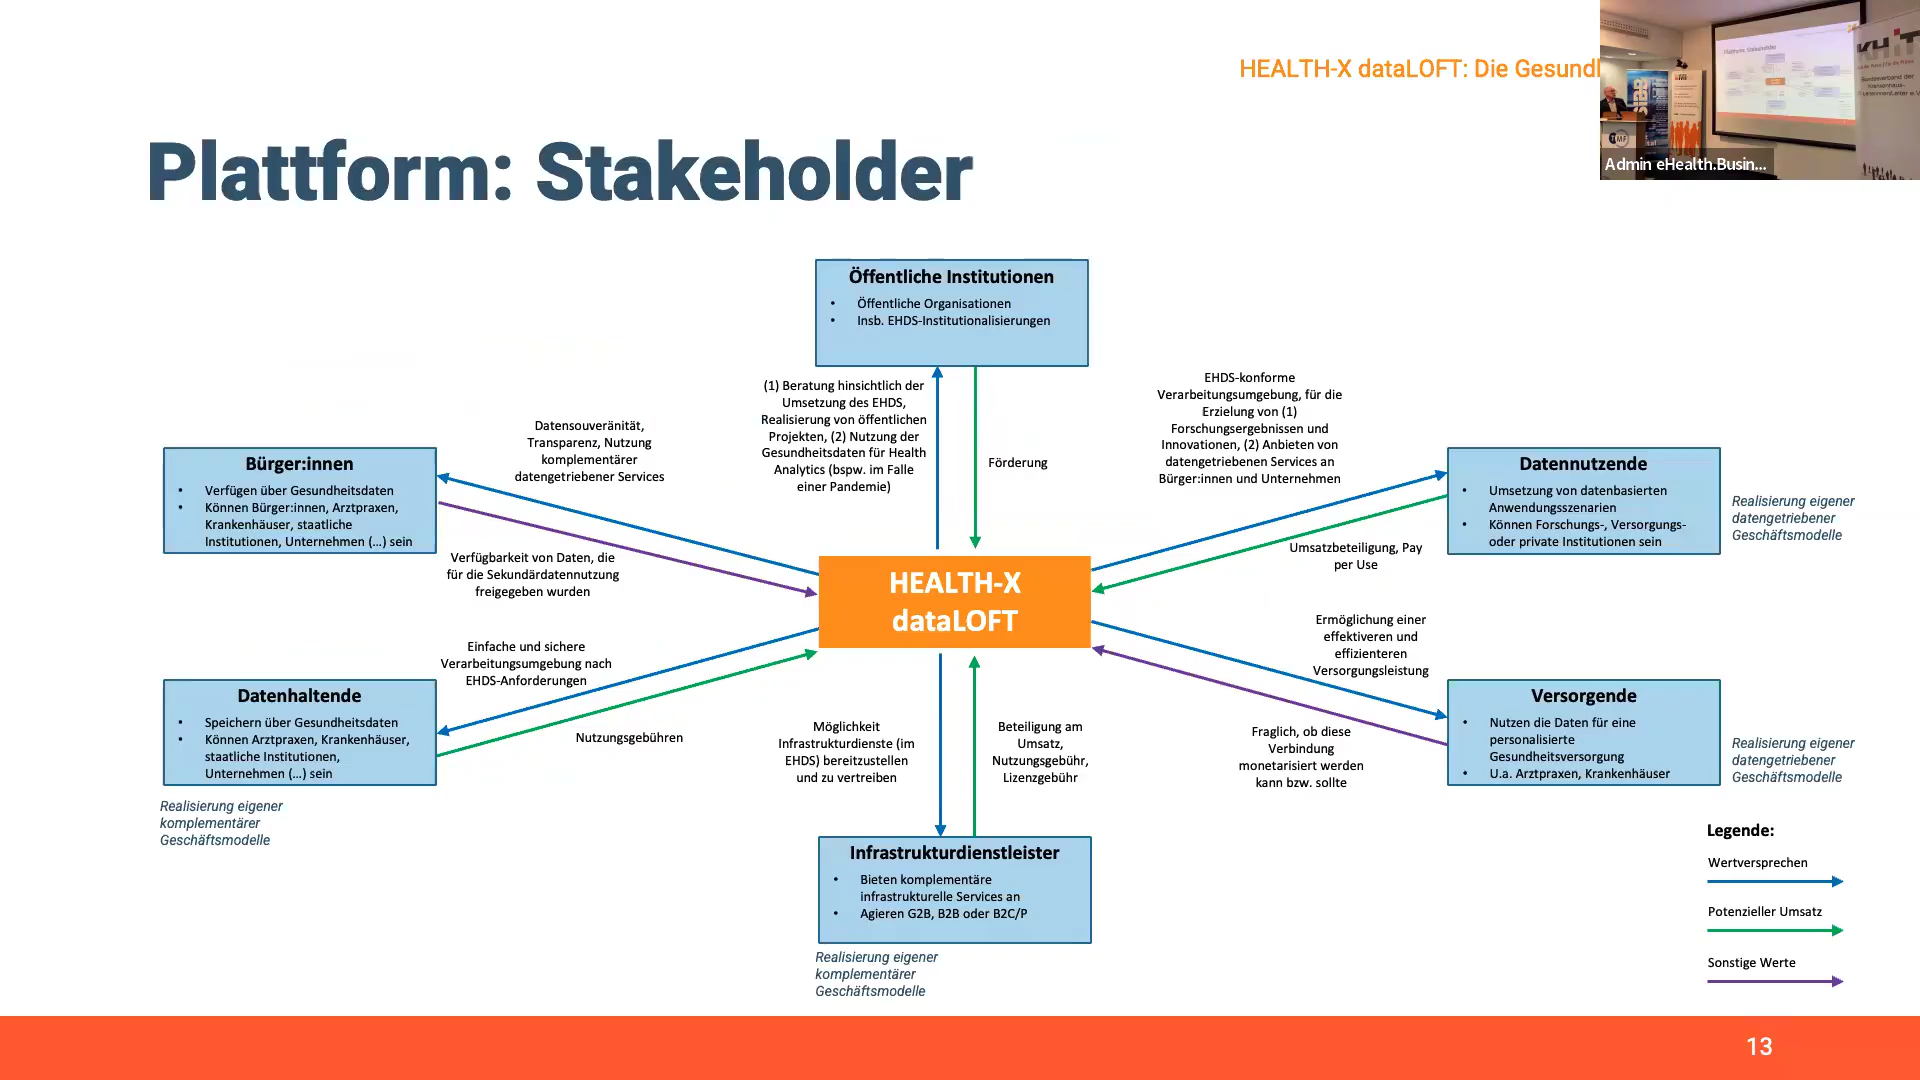 HEALTH-X dataLOFT: Die Gesund
Admin eHealth.Busin...
Plattform: Stakeholder
Öffentliche Institutionen
• Öffentliche Organisationen
• Insb. EHDS-Institutionalisierungen
(1) Beratung hinsichtlich der
Umsetzung des EHDS,
Realisierung von öffentlichen
Projekten, (2) Nutzung der
Gesundheitsdaten für Health
Analytics (bspw. im Falle
einer Pandemie)
Förderung
EHDS-konforme
Verarbeitungsumgebung, für die
Erzielung von (1)
Forschungsergebnissen und
Innovationen, (2) Anbieten von
datengetriebenen Services an
Bürger:innen und Unternehmen
Datensouveränität,
Transparenz, Nutzung
komplementärer
datengetriebener Services
Bürger:innen
• Verfügen über Gesundheitsdaten
• Können Bürger:innen, Arztpraxen,
Krankenhäuser, staatliche
Institutionen, Unternehmen (...) sein
Datennutzende
• Umsetzung von datenbasierten
Anwendungsszenarien
• Können Forschungs-, Versorgungs-
oder private Institutionen sein
Realisierung eigener
datengetriebener
Geschäftsmodelle
Verfügbarkeit von Daten, die
für die Sekundärdatennutzung
freigegeben wurden
Umsatzbeteiligung, Pay
per Use
HEALTH-X
dataLOFT
Einfache und sichere
Verarbeitungsumgebung nach
EHDS-Anforderungen
Ermöglichung einer
effektiveren und
effizienteren
Versorgungsleistung
Datenhaltende
• Speichern über Gesundheitsdaten
• Können Arztpraxen, Krankenhäuser,
staatliche Institutionen,
Unternehmen (...) sein
Realisierung eigener
komplementärer
Geschäftsmodelle
Nutzungsgebühren
Möglichkeit
Infrastrukturdienste (im
EHDS) bereitzustellen
und zu vertreiben
Beteiligung am
Umsatz,
Nutzungsgebühr,
Lizenzgebühr
Fraglich, ob diese
Verbindung
monetarisiert werden
kann bzw. sollte
Versorgende
• Nutzen die Daten für eine
personalisierte
Gesundheitsversorgung
• U.a. Arztpraxen, Krankenhäuser
Realisierung eigener
datengetriebener
Geschäftsmodelle
Infrastrukturdienstleister
• Bieten komplementäre
infrastrukturelle Services an
• Agieren G2B, B2B oder B2C/P
Realisierung eigener
komplementärer
Geschäftsmodelle
Legende:
Wertversprechen
Potenzieller Umsatz
Sonstige Werte
13